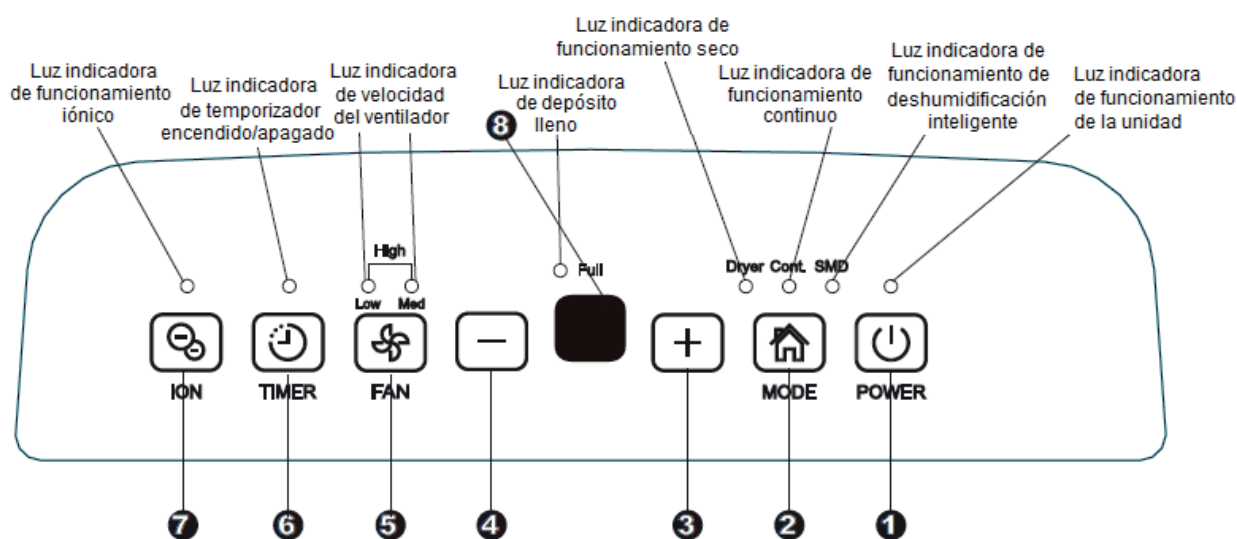 Luz indicadora
de funcionamiento
iónico
Luz indicadora
de temporizador
encendido/apagado
Luz indicadora
de velocidad
del ventilador
Luz indicadora
de depósito
lleno
Luz indicadora de
funcionamiento seco
Luz indicadora de
funcionamiento
continuo
Luz indicadora de
funcionamiento de
deshumidificación
inteligente
Luz indicadora
de funcionamiento
de la unidad
8
High
Low Med
Full
Dryer Cont. SMD
ION
TIMER
FAN
MODE
POWER
7 6 5 4 3 2 1